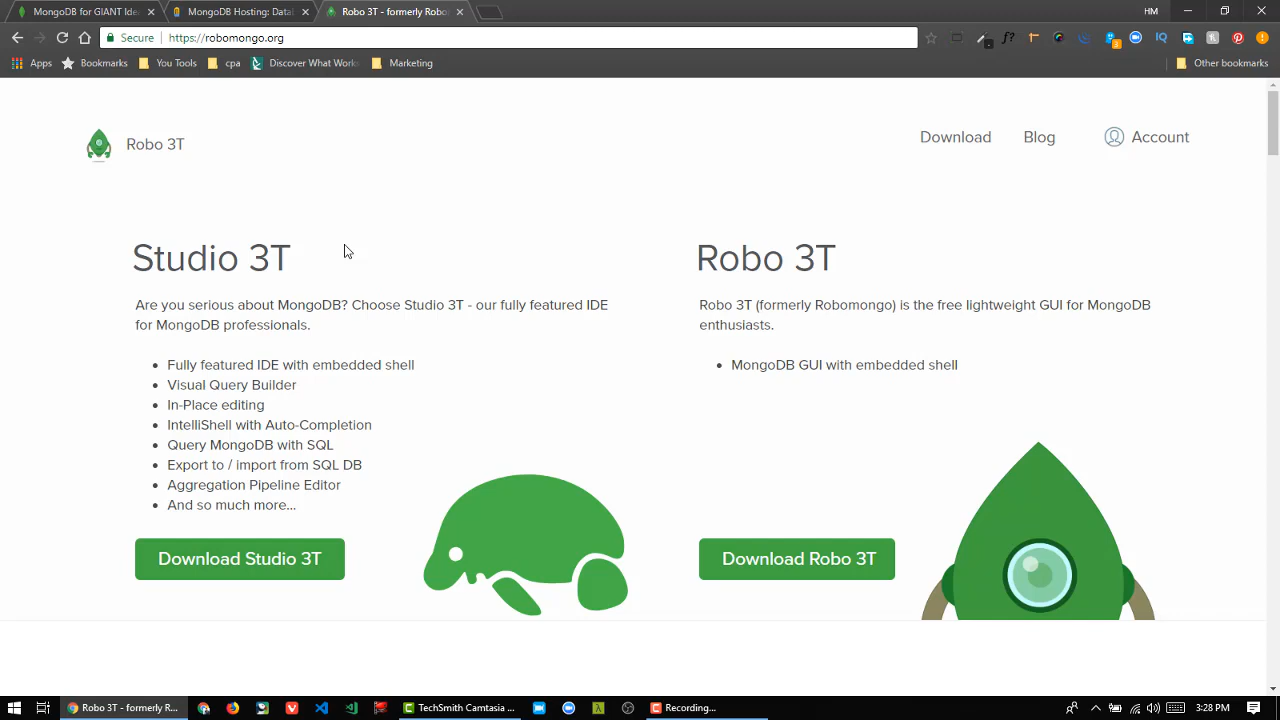 MongoDB for GIANT Ide
MongoDB Hosting: Data
Robo 3T - formerly Robo
HM
Secure
https://robomongo.org
Apps
Bookmarks
You Tools
cpa
Discover What Works
Marketing
Other bookmarks
Robo 3T
Download
Blog
Account
Studio 3T
Are you serious about MongoDB? Choose Studio 3T - our fully featured IDE
for MongoDB professionals.
• Fully featured IDE with embedded shell
• Visual Query Builder
• In-Place editing
• IntelliShell with Auto-Completion
• Query MongoDB with SQL
• Export to / import from SQL DB
• Aggregation Pipeline Editor
• And so much more...
Download Studio 3T
Robo 3T
Robo 3T (formerly Robomongo) is the free lightweight GUI for MongoDB
enthusiasts.
• MongoDB GUI with embedded shell
Download Robo 3T
Robo 3T - formerly R...
TechSmith Camtasia ...
Recording...
3:28 PM